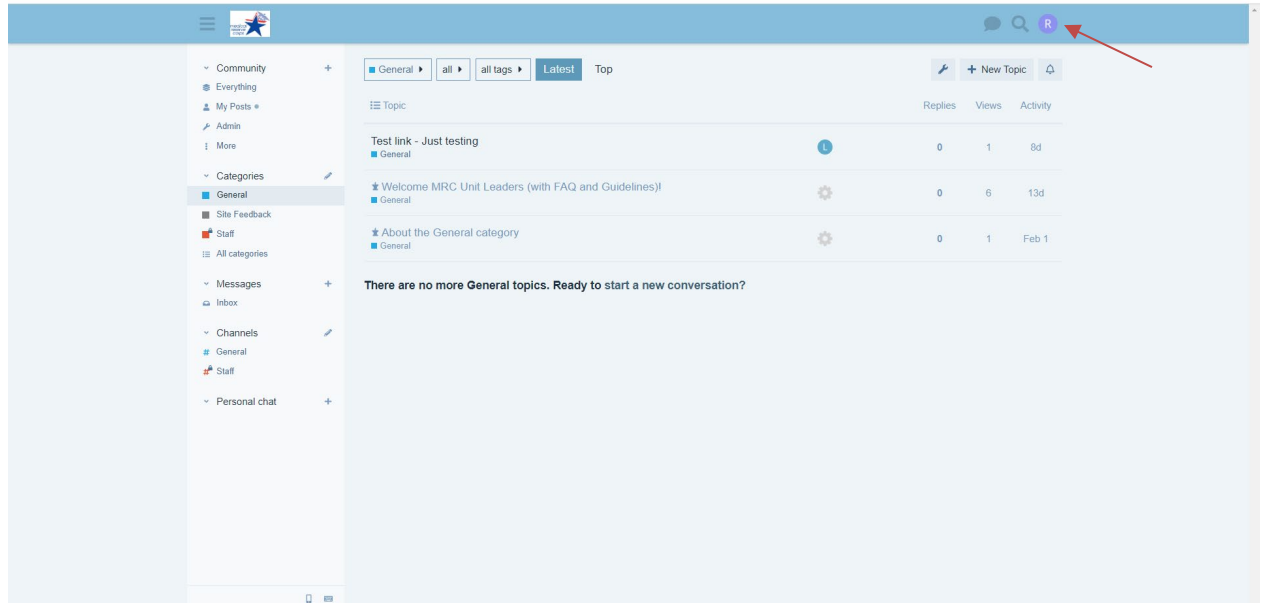 R
Community
Everything
My Posts
Admin
More
Categories
General
Site Feedback
Staff
All categories
Messages
Inbox
Channels
General
Staff
Personal chat
General all all tags Latest Top
+ New Topic
Topic Replies Views Activity
Test link - Just testing
General
L 0 1 8d
Welcome MRC Unit Leaders (with FAQ and Guidelines)!
General
0 6 13d
About the General category
General
0 1 Feb 1
There are no more General topics. Ready to start a new conversation?